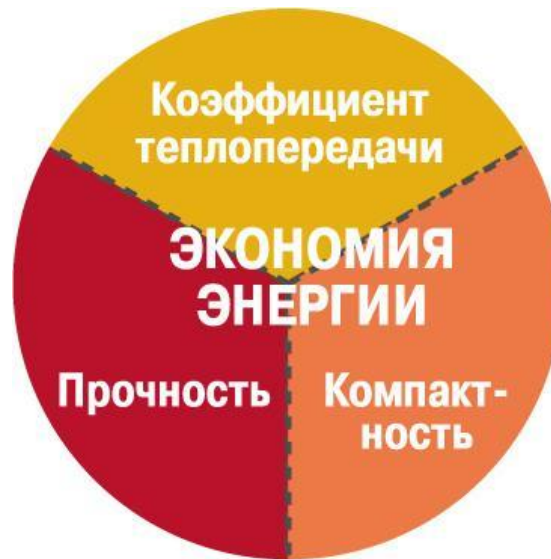 Коэффициент
теплопередачи
ЭКОНОМИЯ
ЭНЕРГИИ
Прочность
Компакт-
ность